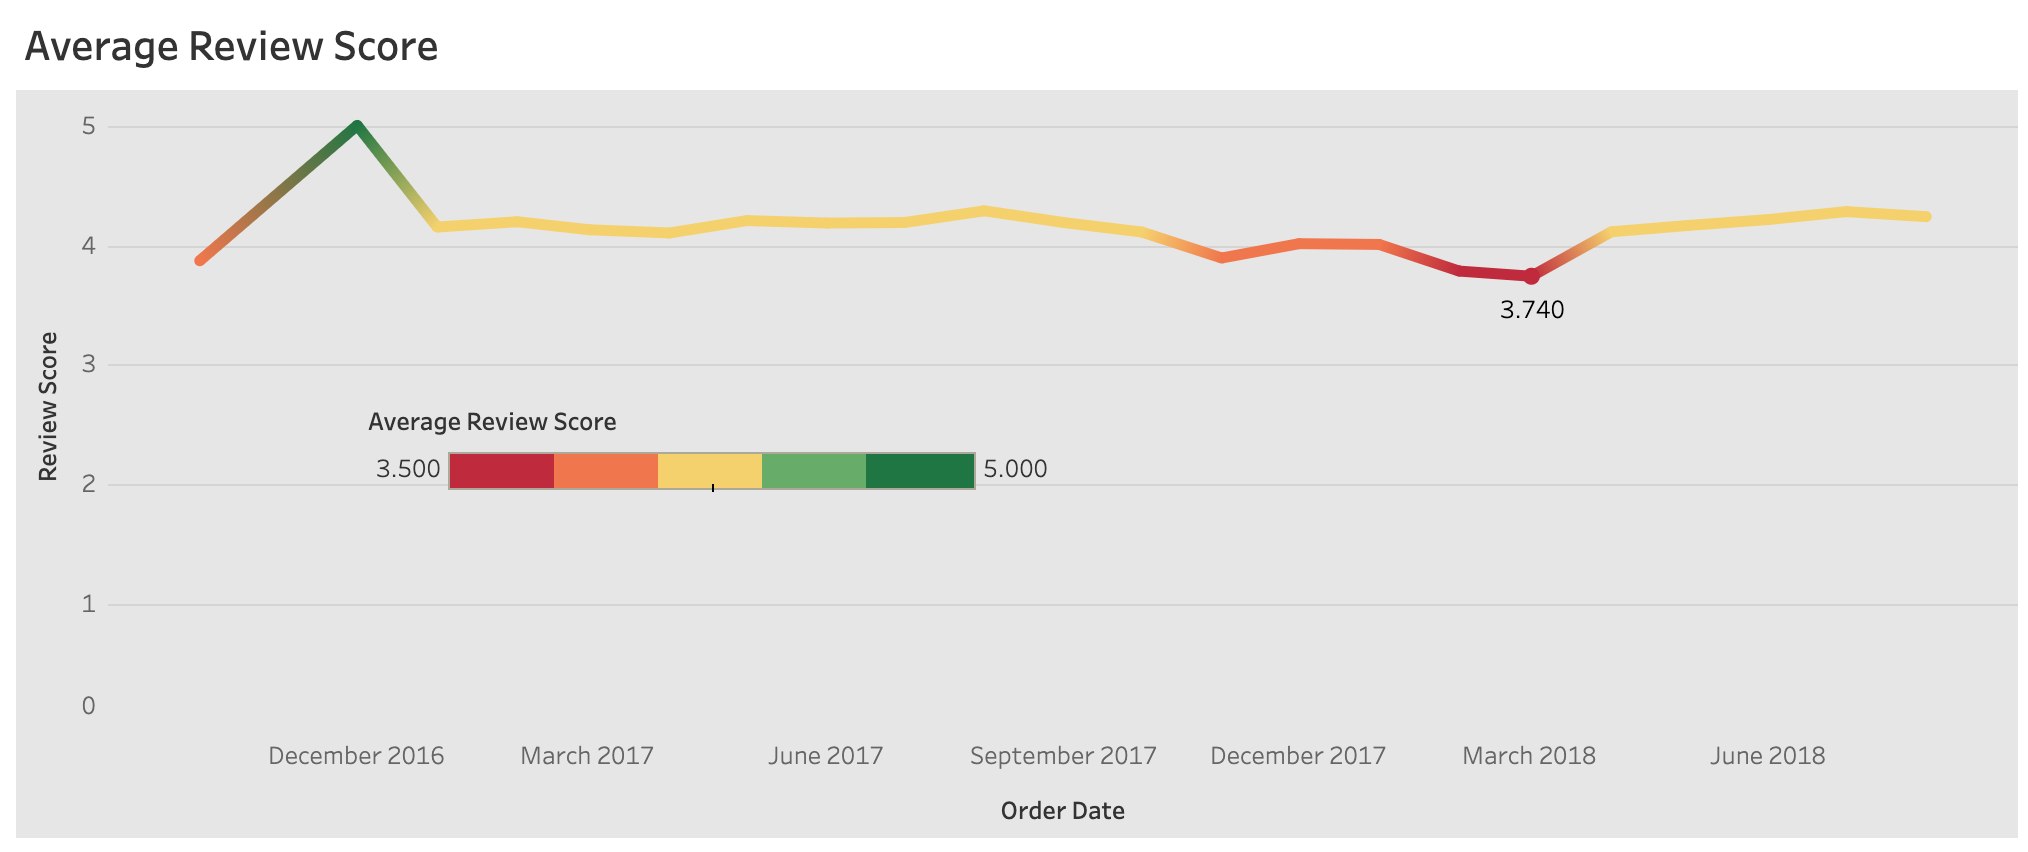 Average Review Score
5
4
3.740
3
Review Score
Average Review Score
3.500 5.000
2
1
0
December 2016 March 2017 June 2017 September 2017 December 2017 March 2018 June 2018
Order Date